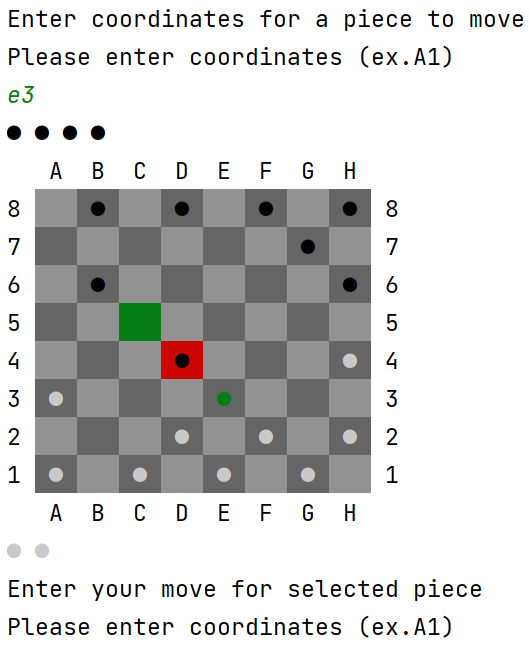 Enter coordinates for a piece to move
Please enter coordinates (ex.A1)
e3
● ● ● ●
A B C D E F G H
8 ● ● ● ● 8
7 ● 7
6 ● ● 6
5 5
4 ● ● 4
3 ● ● 3
2 ● ● ● 2
1 ● ● ● ● 1
A B C D E F G H
● ●
Enter your move for selected piece
Please enter coordinates (ex.A1)